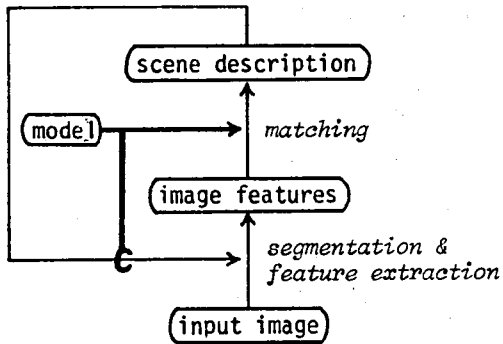 scene description
model
matching
image features
segmentation &
feature extraction
input image
C